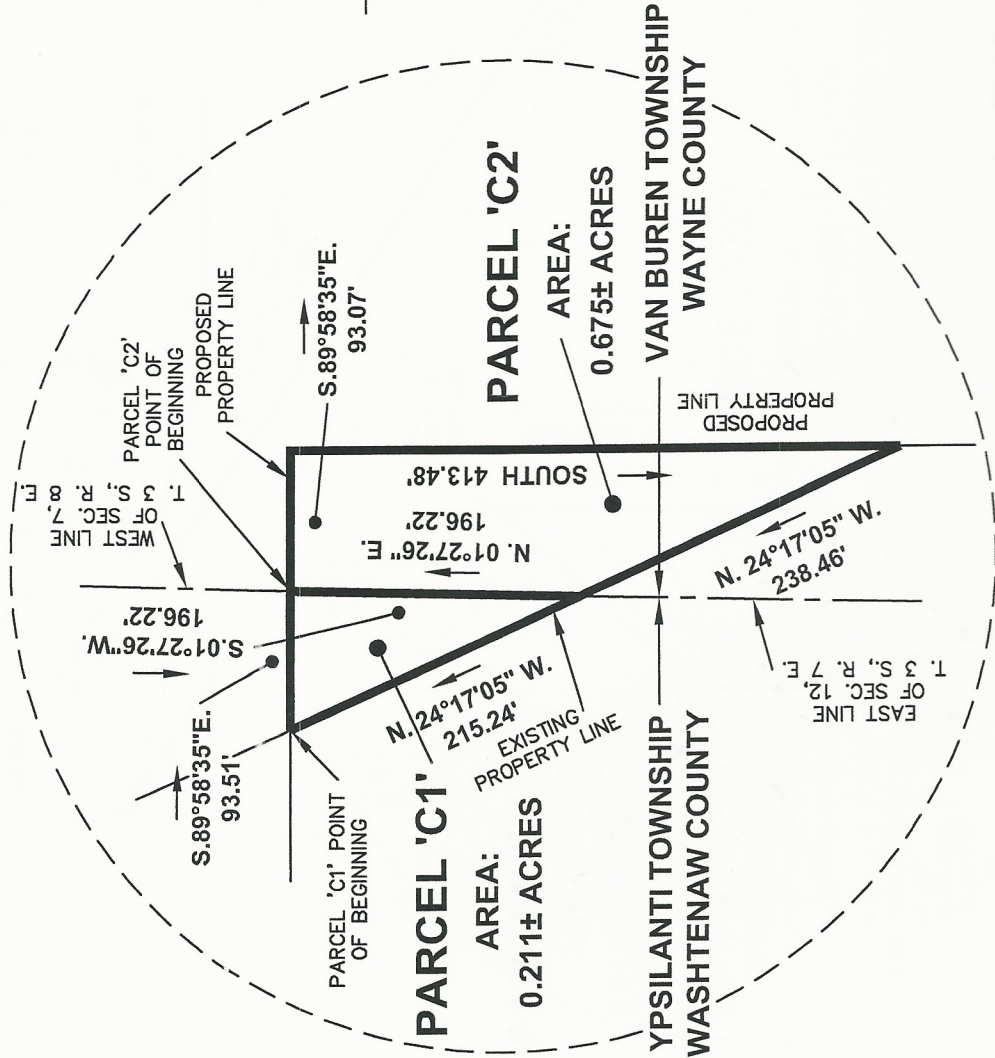 PARCEL 'C2'
POINT OF
BEGINNING
PROPOSED
PROPERTY LINE
WEST LINE
OF SEC. 7,
T. 3 S., R. 8 E.
S.89°58'35"E.
93.51'
S.01°27'26"W.
196.22'
S.89°58'35"E.
93.07'
PARCEL 'C1' POINT
OF BEGINNING
N. 01°27'26" E.
196.22'
SOUTH 413.48'
PARCEL 'C2'
AREA:
0.675± ACRES
N. 24°17'05" W.
215.24'
EXISTING
PROPERTY LINE
PARCEL 'C1'
AREA:
0.211± ACRES
PROPOSED
PROPERTY LINE
N. 24°17'05" W.
238.46'
EAST LINE
OF SEC. 12,
T. 3 S., R. 7 E.
YPSILANTI TOWNSHIP
WASHTENAW COUNTY
VAN BUREN TOWNSHIP
WAYNE COUNTY